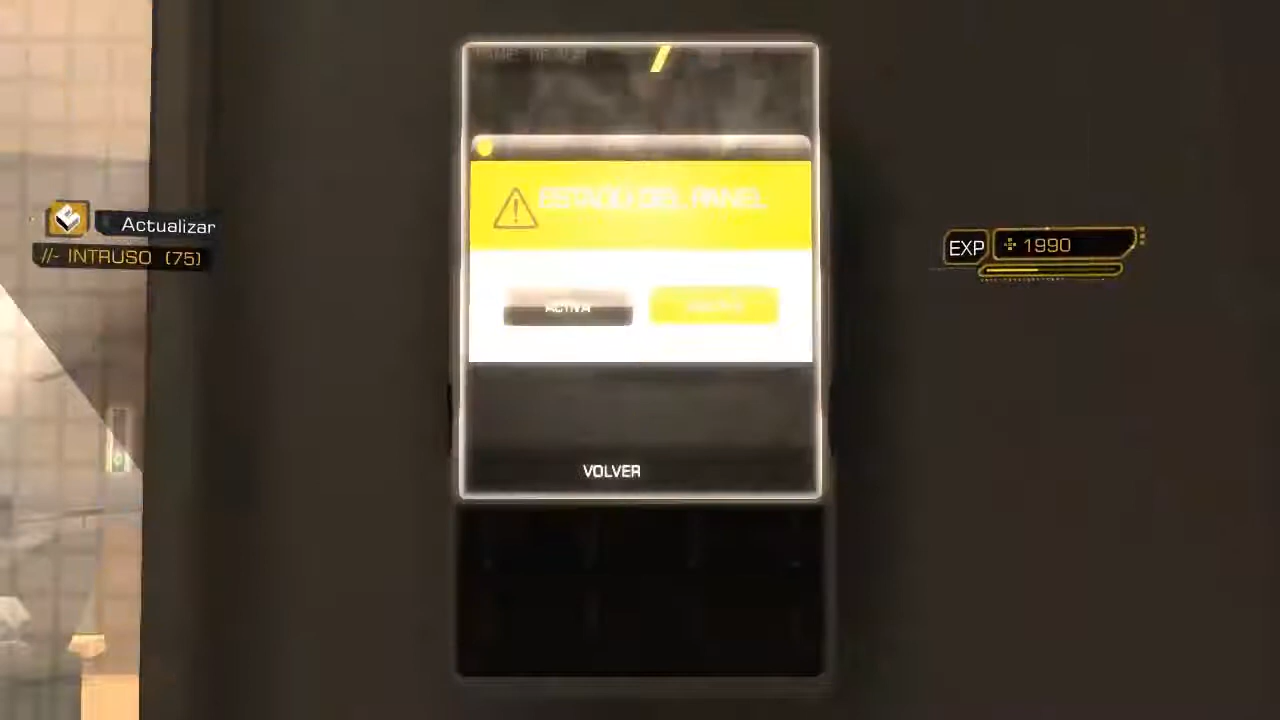 ESTADO DEL PANEL
Actualizar
//- INTRUSO (75)
EXP
1990
ACTIVA
VOLVER